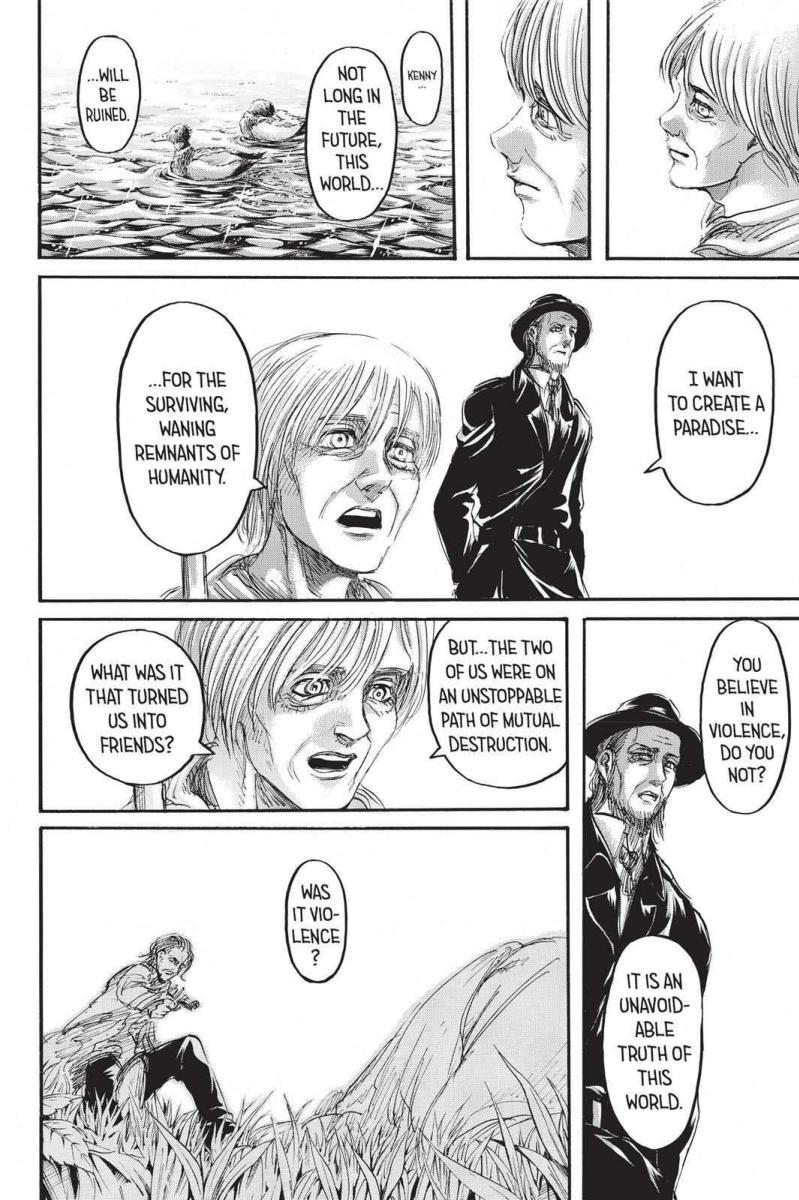 KENNY
...
NOT
LONG IN
THE
FUTURE,
THIS
WORLD...
...WILL
BE
RUINED.
I WANT
TO CREATE A
PARADISE...
...FOR THE
SURVIVING,
WANING
REMNANTS OF
HUMANITY.
YOU
BELIEVE
IN
VIOLENCE,
DO YOU
NOT?
IT IS AN
UNAVOID-
ABLE
TRUTH OF
THIS
WORLD.
BUT...THE TWO
OF US WERE ON
AN UNSTOPPABLE
PATH OF MUTUAL
DESTRUCTION.
WHAT WAS IT
THAT TURNED
US INTO
FRIENDS?
WAS
IT VIO-
LENCE
?